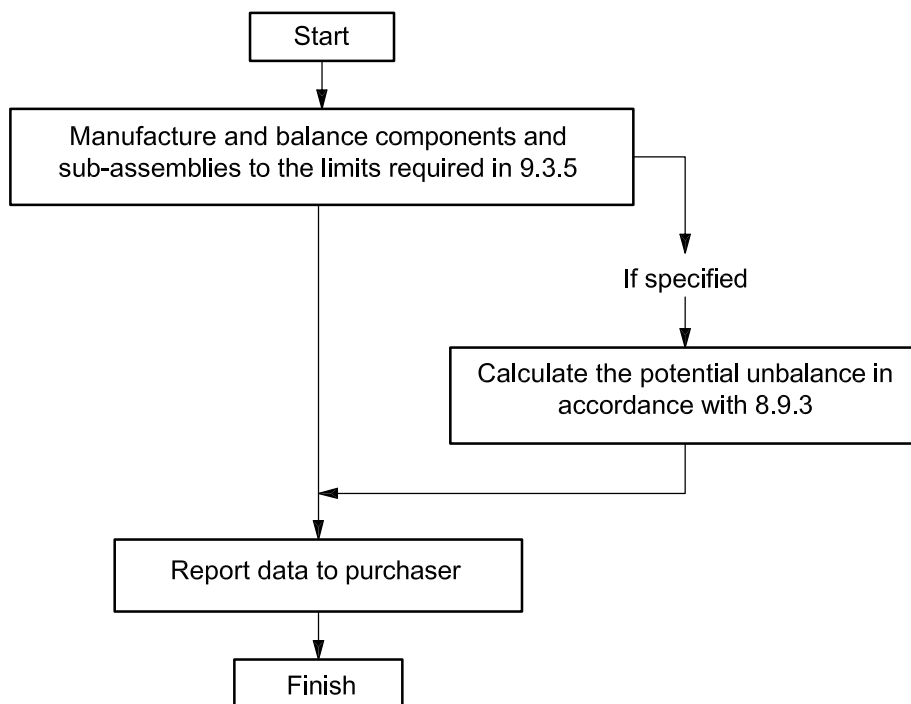 Start
Manufacture and balance components and
sub-assemblies to the limits required in 9.3.5
If specified
Calculate the potential unbalance in
accordance with 8.9.3
Report data to purchaser
Finish